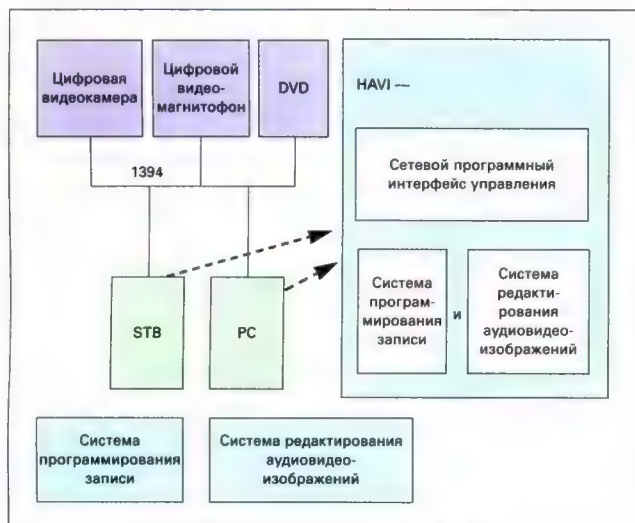 Цифровая
видеокамера
Цифровой
видео-
магнитофон
DVD
1394
STB
PC
HAVI —
Сетевой программный
интерфейс управления
Система
програм-
мирования
записи
и
Система
редакти-
рования
аудиовидео-
изображений
Система
программирования
записи
Система редактирования
аудиовидео-
изображений